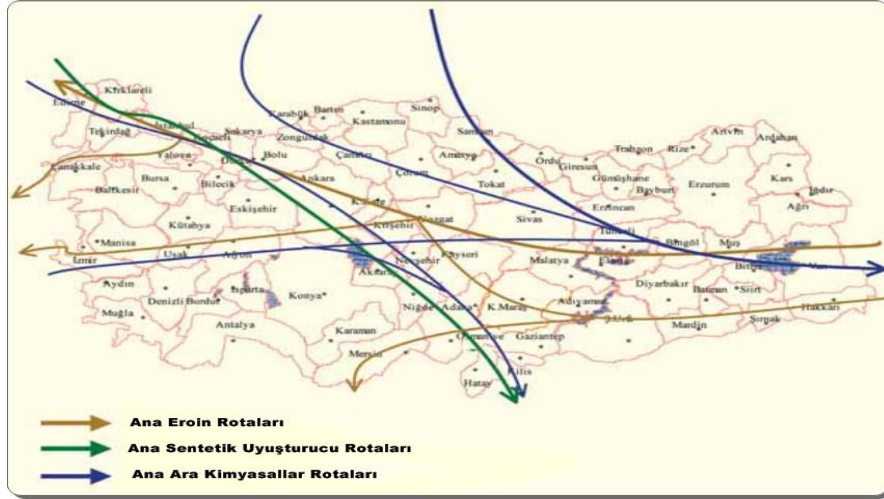 Kırklareli
Edirne
Tekirdağ
İstanbul
Kocaeli
Sakarya
Zonguldak
Karabük
Bartın
Kastamonu
Sinop
Samsun
Ordu
Giresun
Trabzon
Rize
Artvin
Ardahan
Çanakkale
Yalova
Bolu
Çankırı
Çorum
Amasya
Tokat
Gümüşhane
Bayburt
Erzurum
Kars
Iğdır
Balıkesir
Bursa
Bilecik
Ankara
Erzincan
Ağrı
Eskişehir
Kırşehir
Yozgat
Sivas
Tunceli
Kütahya
Manisa
İzmir
Uşak
Afyon
Nevşehir
Kayseri
Malatya
Elazığ
Bingöl
Muş
Bitlis
Van
Aksaray
Aydın
Denizli
Burdur
Isparta
Konya
Niğde
Adana
K.Maraş
Adıyaman
Diyarbakır
Batman
Siirt
Hakkari
Muğla
Antalya
Karaman
Mersin
Osmaniye
Gaziantep
Ş.Urfa
Mardin
Şırnak
Kilis
Hatay
Ana Eroin Rotaları
Ana Sentetik Uyuşturucu Rotaları
Ana Ara Kimyasallar Rotaları